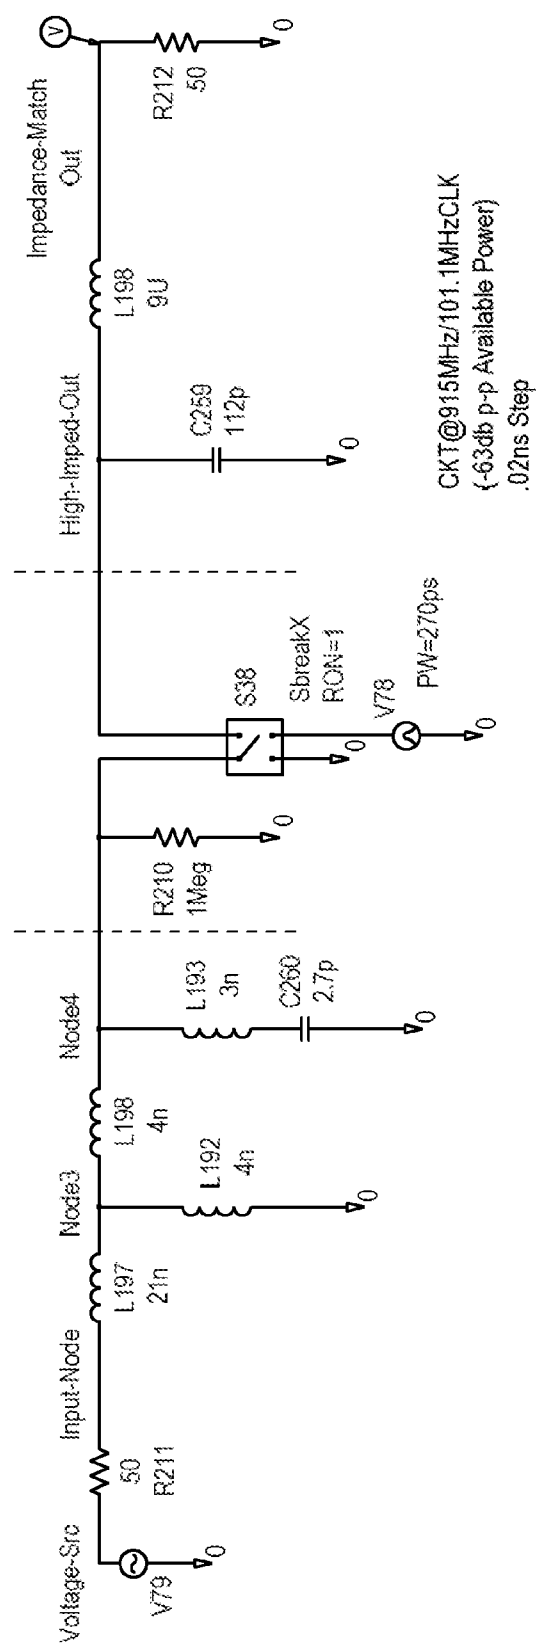 Voltage-Src
V79
0
50
R211
Input-Node
L197
21n
Node3
L192
4n
0
L198
4n
Node4
L193
3n
C260
2.7p
0
R210
1Meg
0
S38
SbreakX
RON=1
0
V78
PW=270ps
0
High-Imped-Out
C259
112p
0
L198
9U
Impedance-Match
Out
V
R212
50
0
CKT@915MHz/101.1MHzCLK
(-63db p-p Available Power)
.02ns Step